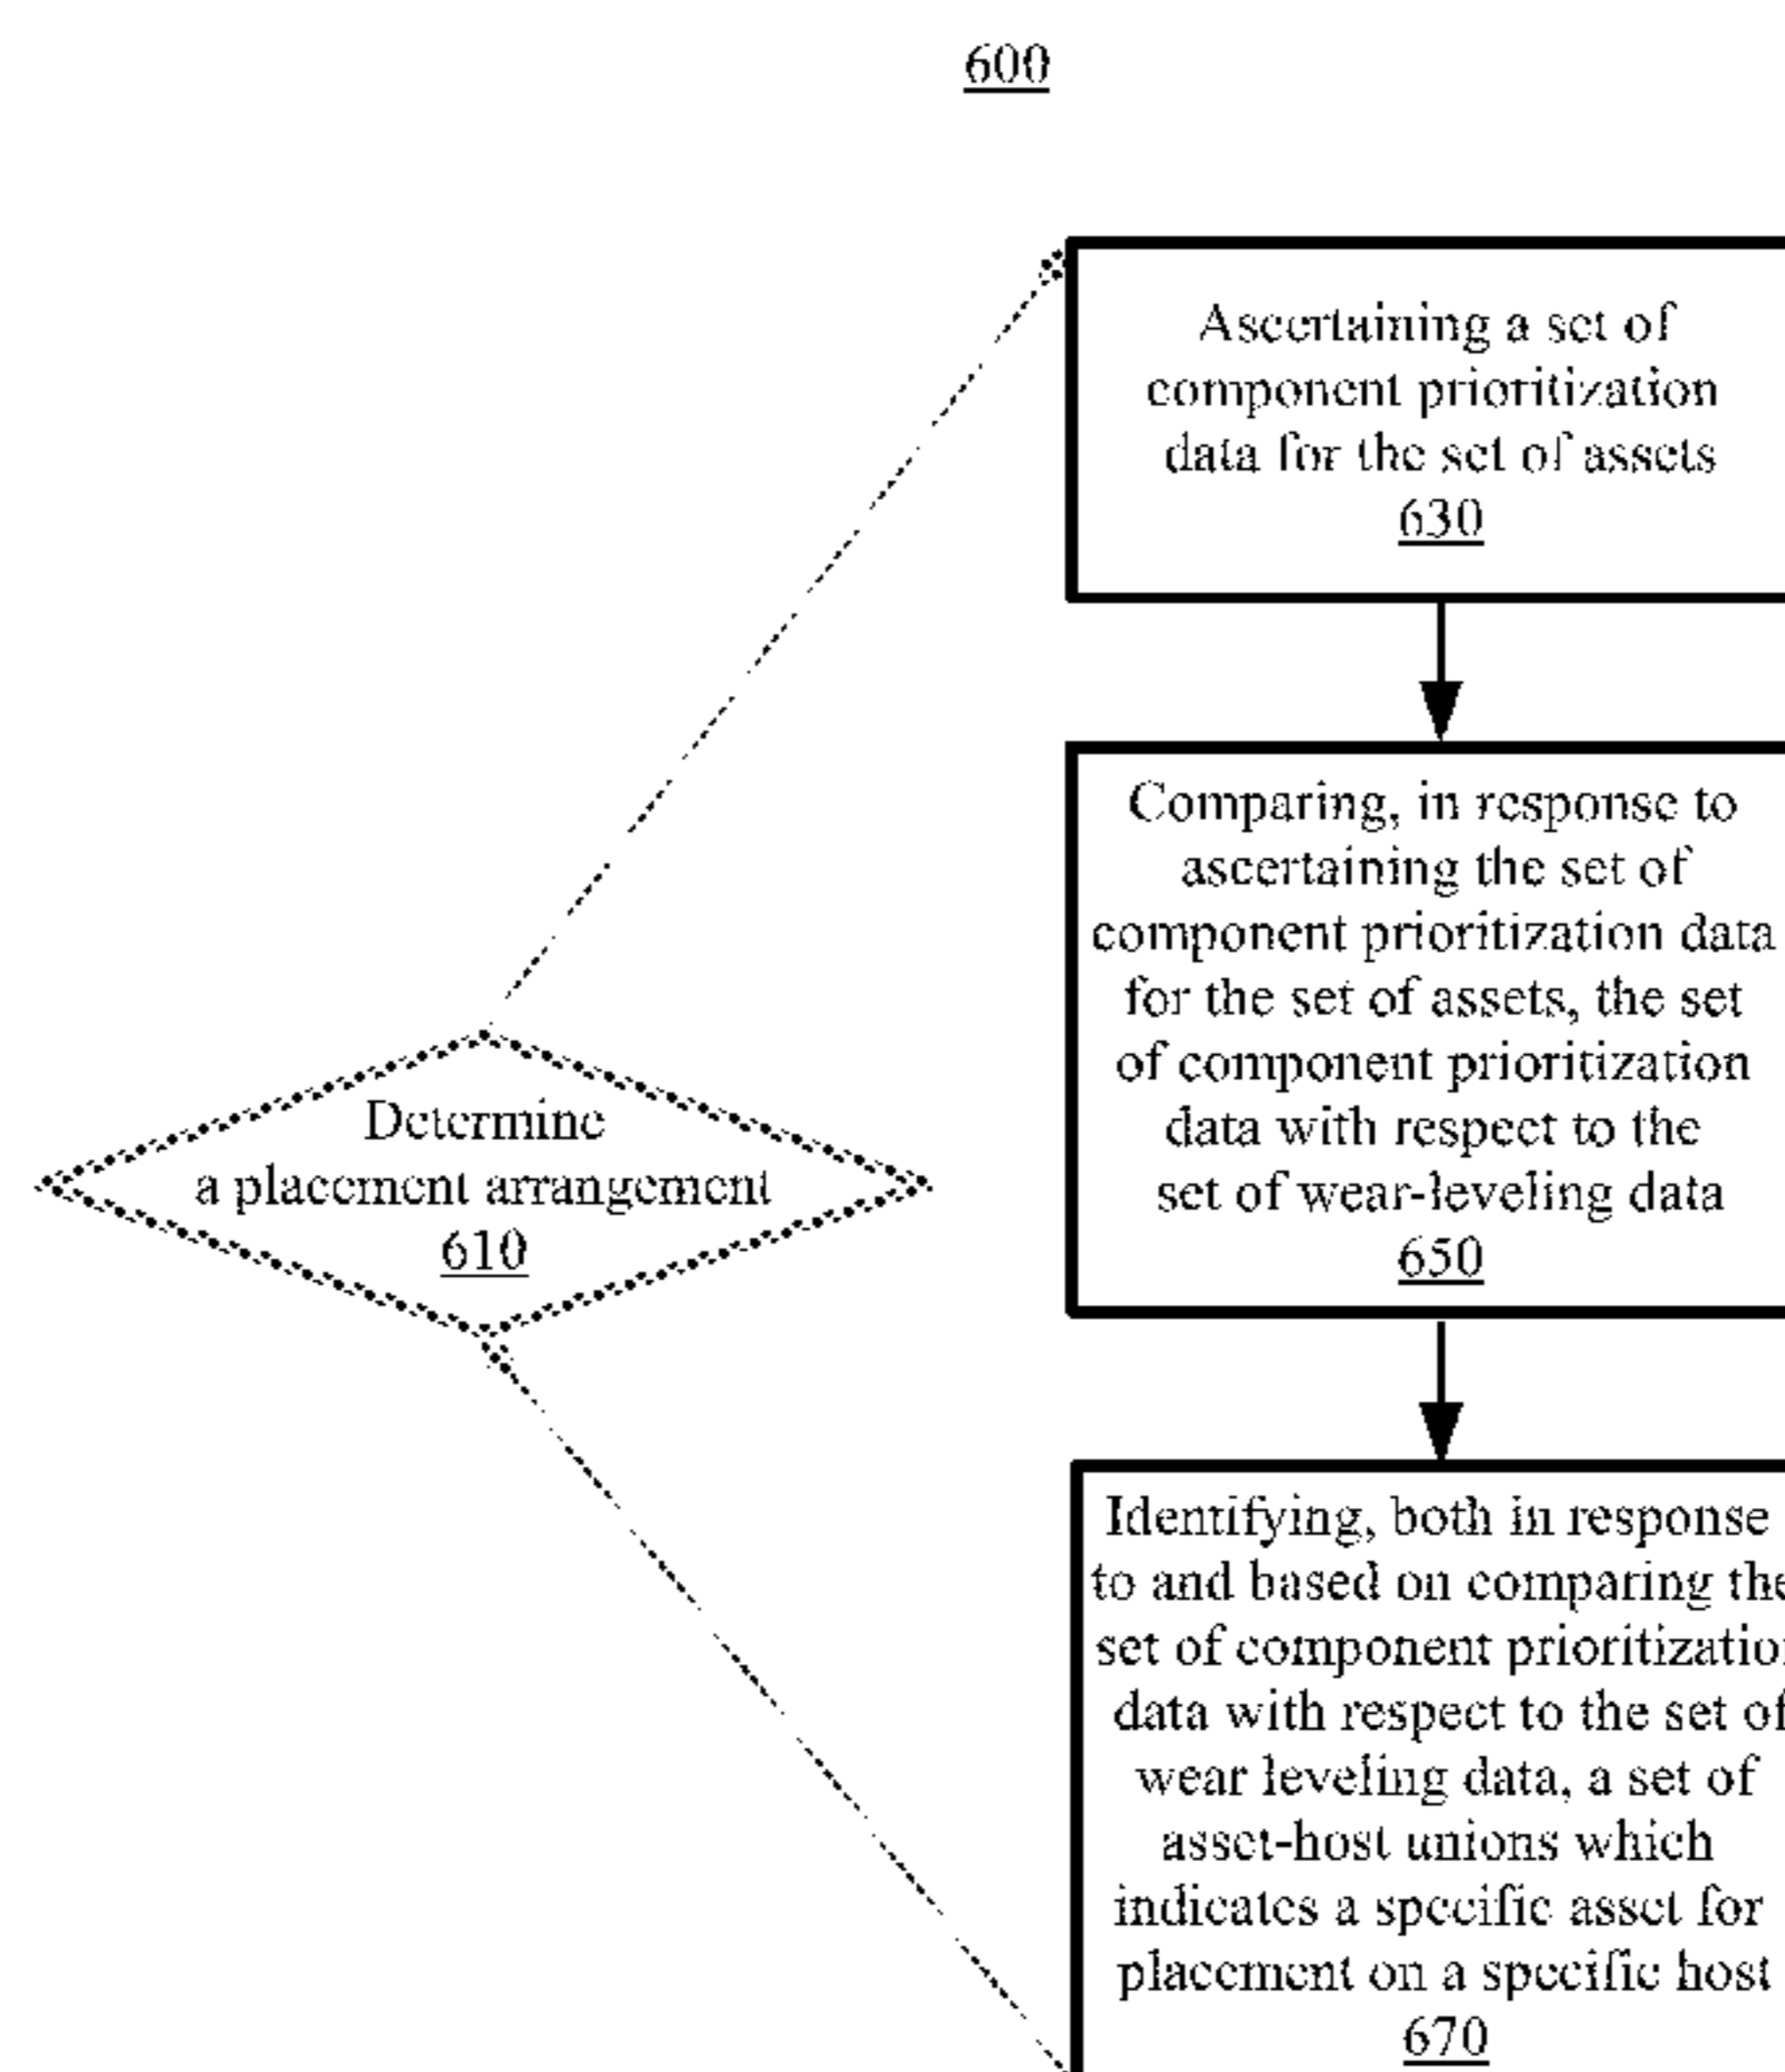 600
Ascertaining a set of
component prioritization
data for the set of assets
630
Comparing, in response to
ascertaining the set of
component prioritization data
for the set of assets, the set
of component prioritization
data with respect to the
set of wear-leveling data
650
Determine
a placement arrangement
610
Identifying, both in response
to and based on comparing the
set of component prioritization
data with respect to the set of
wear leveling data, a set of
asset-host unions which
indicates a specific asset for
placement on a specific host
670